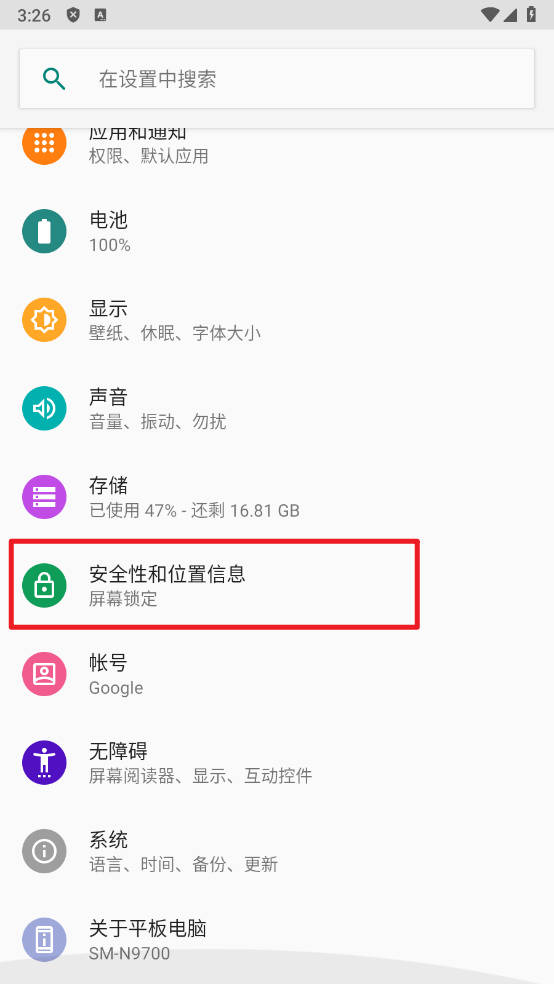 3:26
A
在设置中搜索
应用和通知
权限、默认应用
电池
100%
显示
壁纸、休眠、字体大小
声音
音量、振动、勿扰
存储
已使用 47% - 还剩 16.81 GB
安全性和位置信息
屏幕锁定
帐号
Google
无障碍
屏幕阅读器、显示、互动控件
系统
语言、时间、备份、更新
关于平板电脑
SM-N9700